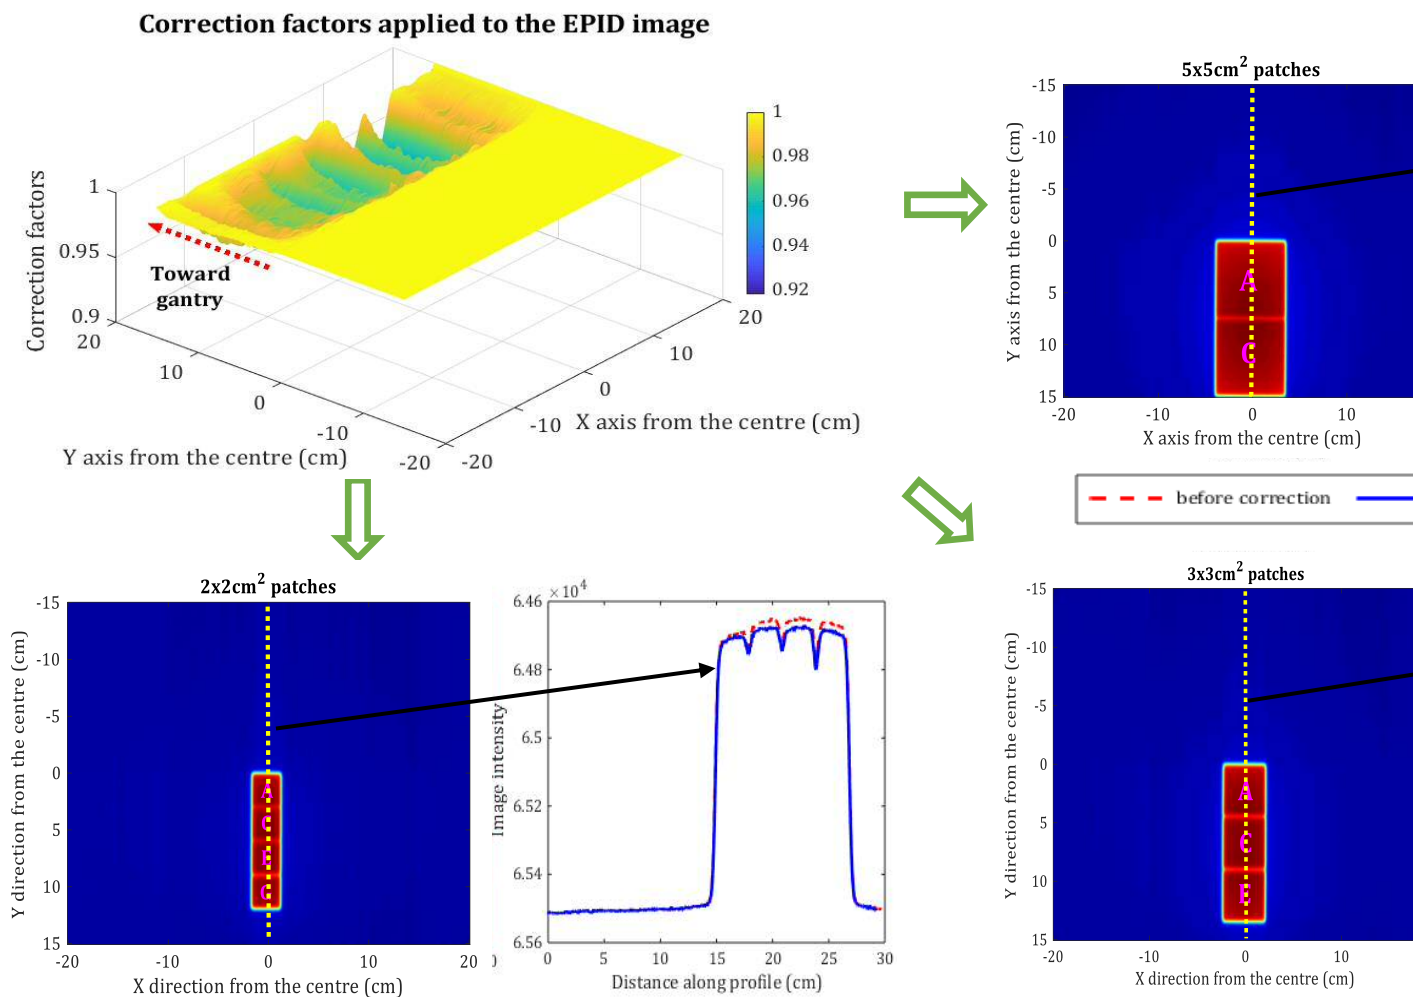 Correction factors applied to the EPID image
Correction factors
1
0.95
0.9
20
10
0
-10
-20
Y axis from the centre (cm)
-20
-10
0
10
20
X axis from the centre (cm)
Toward
gantry
1
0.98
0.96
0.94
0.92
5x5cm² patches
Y axis from the centre (cm)
-15
-10
-5
0
5
10
15
A
C
-20
-10
0
10
X axis from the centre (cm)
before correction
2x2cm² patches
Y direction from the centre (cm)
-15
-10
-5
0
5
10
15
A
C
E
G
-20
-10
0
10
20
X direction from the centre (cm)
×10⁴
Image intensity
6.46
6.48
6.5
6.52
6.54
6.56
0
5
10
15
20
25
30
Distance along profile (cm)
3x3cm² patches
Y direction from the centre (cm)
-15
-10
-5
0
5
10
15
A
C
E
-20
-10
0
10
X direction from the centre (cm)